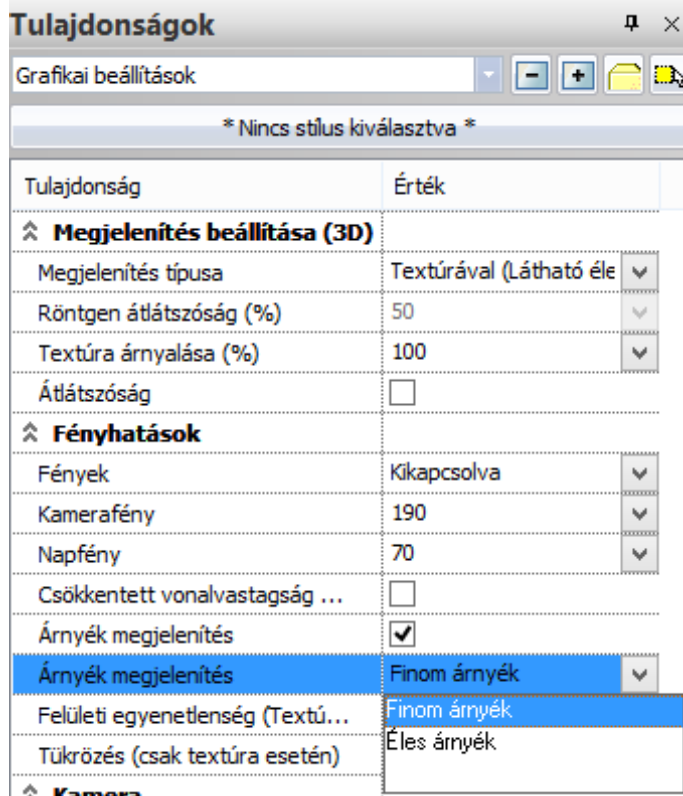 Tulajdonságok
Grafikai beállítások
* Nincs stílus kiválasztva *
Tulajdonság Érték
Megjelenítés beállítása (3D)
Megjelenítés típusa Textúrával (Látható éle
Röntgen átlátszóság (%) 50
Textúra árnyalása (%) 100
Átlátszóság
Fényhatások
Fények Kikapcsolva
Kamerafény 190
Napfény 70
Csökkentett vonalvastagság ...
Árnyék megjelenítés
Árnyék megjelenítés Finom árnyék
Felületi egyenetlenség (Textú... Finom árnyék
Éles árnyék
Tükrözés (csak textúra esetén)
Kamera